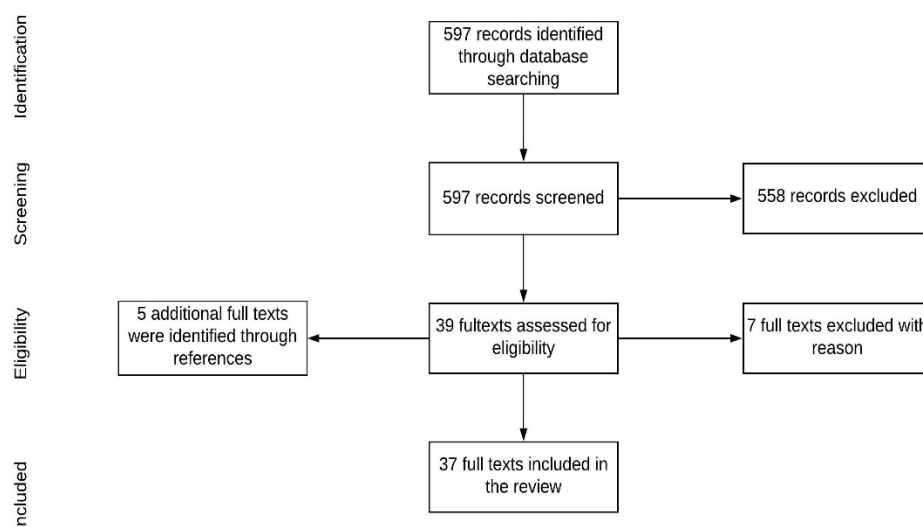 Identification
597 records identified
through database
searching
Screening
597 records screened
558 records excluded
Eligibility
5 additional full texts
were identified through
references
39 fultexts assessed for
eligibility
7 full texts excluded with
reason
ncluded
37 full texts included in
the review